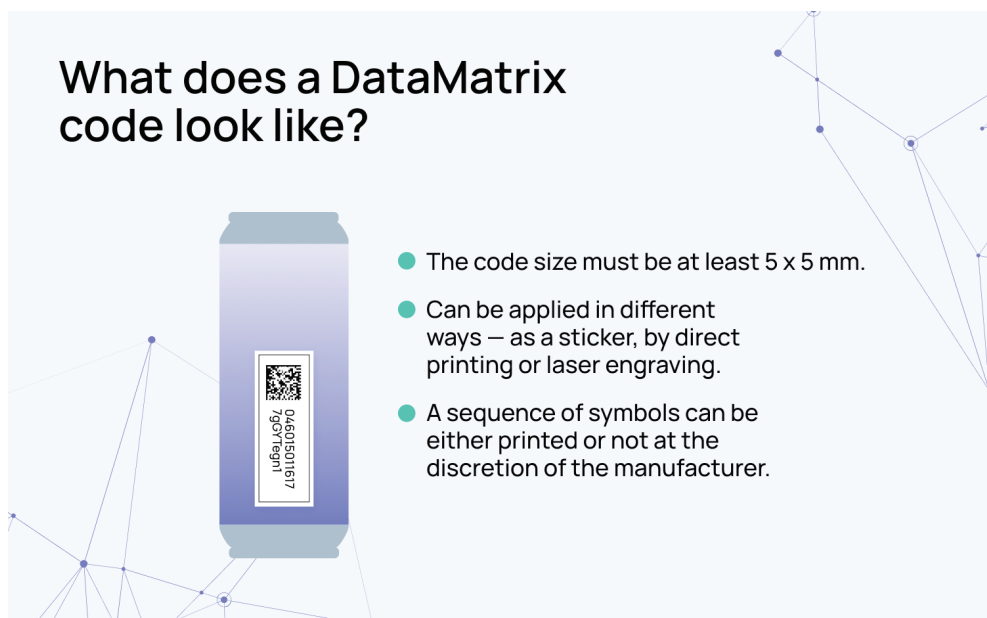 What does a DataMatrix
code look like?
The code size must be at least 5 x 5 mm.
Can be applied in different
ways — as a sticker, by direct
printing or laser engraving.
A sequence of symbols can be
either printed or not at the
discretion of the manufacturer.
046015011617
7gGYTegn1